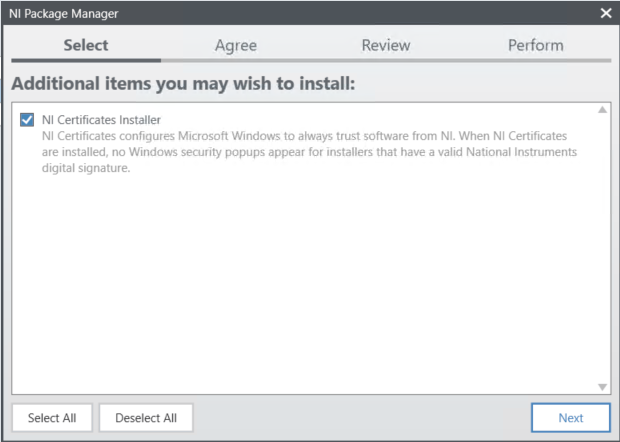 NI Package Manager
Select Agree Review Perform
Additional items you may wish to install:
NI Certificates Installer
NI Certificates configures Microsoft Windows to always trust software from NI. When NI Certificates
are installed, no Windows security popups appear for installers that have a valid National Instruments
digital signature.
Select All Deselect All Next